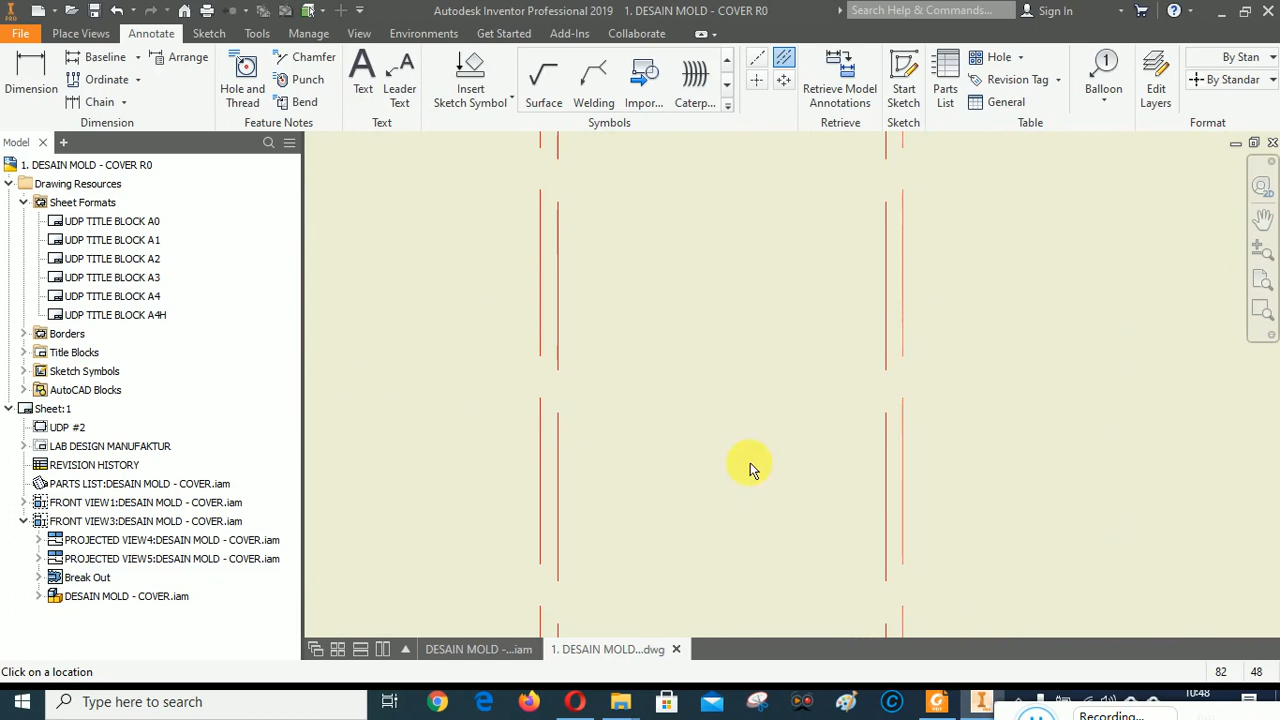 PRO
Autodesk Inventor Professional 2019 1. DESAIN MOLD - COVER R0
Search Help & Commands...
Sign In
File Place Views Annotate Sketch Tools Manage View Environments Get Started Add-Ins Collaborate
Dimension
Baseline
Ordinate
Chain
Arrange
Dimension
Hole and
Thread
Chamfer
Punch
Bend
Feature Notes
Text
Leader
Text
Text
Insert
Sketch Symbol
Surface
Welding
Impor...
Caterp...
Symbols
Retrieve Model
Annotations
Retrieve
Start
Sketch
Sketch
Parts
List
Hole
Revision Tag
General
Table
1
Balloon
Edit
Layers
By Stan
By Standar
Format
Model
1. DESAIN MOLD - COVER R0
Drawing Resources
Sheet Formats
UDP TITLE BLOCK A0
UDP TITLE BLOCK A1
UDP TITLE BLOCK A2
UDP TITLE BLOCK A3
UDP TITLE BLOCK A4
UDP TITLE BLOCK A4H
Borders
Title Blocks
Sketch Symbols
AutoCAD Blocks
Sheet:1
UDP #2
LAB DESIGN MANUFAKTUR
REVISION HISTORY
PARTS LIST:DESAIN MOLD - COVER.iam
FRONT VIEW1:DESAIN MOLD - COVER.iam
FRONT VIEW3:DESAIN MOLD - COVER.iam
PROJECTED VIEW4:DESAIN MOLD - COVER.iam
PROJECTED VIEW5:DESAIN MOLD - COVER.iam
Break Out
DESAIN MOLD - COVER.iam
2D
DESAIN MOLD -...iam
1. DESAIN MOLD...dwg
Click on a location
82 48
Type here to search
10:48
Recording...